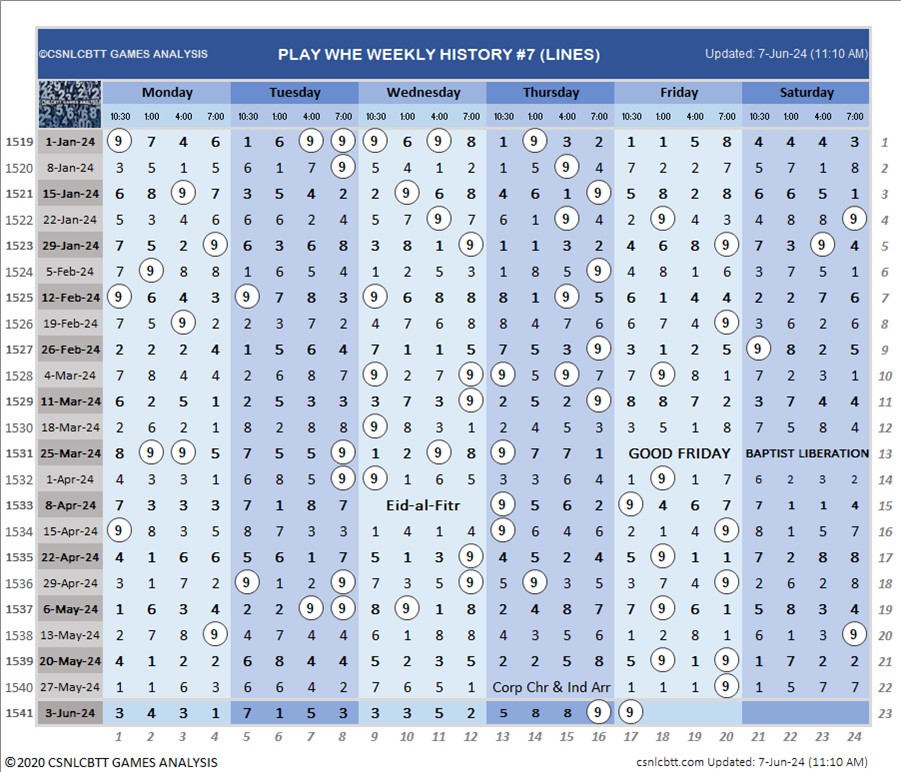 ©CSNLCBTT GAMES ANALYSIS PLAY WHE WEEKLY HISTORY #7 (LINES) Updated: 7-Jun-24 (11:10 AM)
Monday Tuesday Wednesday Thursday Friday Saturday
10:30 1:00 4:00 7:00 10:30 1:00 4:00 7:00 10:30 1:00 4:00 7:00 10:30 1:00 4:00 7:00 10:30 1:00 4:00 7:00 10:30 1:00 4:00 7:00
1519 1-Jan-24 9 7 4 6 1 6 9 9 9 6 9 8 1 9 3 2 1 1 5 8 4 4 4 3 1
1520 8-Jan-24 3 5 1 5 6 1 7 9 5 4 1 2 1 5 9 4 7 2 2 7 5 7 1 8 2
1521 15-Jan-24 6 8 9 7 3 5 4 2 2 9 6 8 4 6 1 9 5 8 2 8 6 6 5 1 3
1522 22-Jan-24 5 3 4 6 6 6 2 4 5 7 9 7 6 1 9 4 2 9 4 3 4 8 8 9 4
1523 29-Jan-24 7 5 2 9 6 3 6 8 3 8 1 9 1 1 3 2 4 6 8 9 7 3 9 4 5
1524 5-Feb-24 7 9 8 8 1 6 5 4 1 2 5 3 1 8 5 9 4 8 1 6 3 7 5 1 6
1525 12-Feb-24 9 6 4 3 9 7 8 3 9 6 8 8 8 1 9 5 6 1 4 4 2 2 7 6 7
1526 19-Feb-24 7 5 9 2 2 3 7 2 4 7 6 8 8 4 7 6 6 7 4 9 3 6 2 6 8
1527 26-Feb-24 2 2 2 4 1 5 6 4 7 1 1 5 7 5 3 9 3 1 2 5 9 8 2 5 9
1528 4-Mar-24 7 8 4 4 2 6 8 7 9 2 7 9 9 5 9 4 7 9 8 1 7 2 3 1 10
1529 11-Mar-24 6 2 5 1 2 5 3 3 3 7 3 9 2 5 2 9 8 8 7 2 3 7 4 4 11
1530 18-Mar-24 2 6 2 1 8 2 8 8 9 8 3 1 2 4 5 3 3 5 1 8 7 5 8 4 12
1531 25-Mar-24 8 9 9 5 7 5 5 9 1 2 9 8 9 7 7 1 GOOD FRIDAY BAPTIST LIBERATION 13
1532 1-Apr-24 4 3 3 1 6 8 5 9 9 1 6 5 3 3 6 4 1 9 1 7 6 2 3 2 14
1533 8-Apr-24 7 3 3 3 7 1 8 7 Eid-al-Fitr 9 5 6 2 9 4 6 7 7 1 1 4 15
1534 15-Apr-24 9 8 3 5 8 7 3 3 1 4 1 4 9 6 4 6 2 1 4 9 8 1 5 7 16
1535 22-Apr-24 4 1 6 6 5 6 1 7 5 1 3 9 4 5 2 4 5 9 1 1 7 2 8 8 17
1536 29-Apr-24 3 1 7 2 9 1 2 9 7 3 5 9 5 9 3 5 3 7 4 9 2 6 2 8 18
1537 6-May-24 1 6 3 4 2 2 9 9 8 9 1 8 2 4 8 7 7 9 6 1 5 8 3 4 19
1538 13-May-24 2 7 8 9 4 7 4 4 6 1 8 8 4 3 5 6 1 2 8 1 6 1 3 9 20
1539 20-May-24 4 1 2 2 6 8 4 4 5 2 3 5 2 2 5 8 5 9 1 9 1 7 2 2 21
1540 27-May-24 1 1 6 3 6 6 4 2 7 6 5 1 Corp Chr & Ind Arr 1 1 1 9 1 5 7 7 22
1541 3-Jun-24 3 4 3 1 7 1 5 3 3 3 5 2 5 8 8 9 9 23
1 2 3 4 5 6 7 8 9 10 11 12 13 14 15 16 17 18 19 20 21 22 23 24
©2020 CSNLCBTT GAMES ANALYSIS csnlcbtt.com Updated: 7-Jun-24 (11:10 AM)